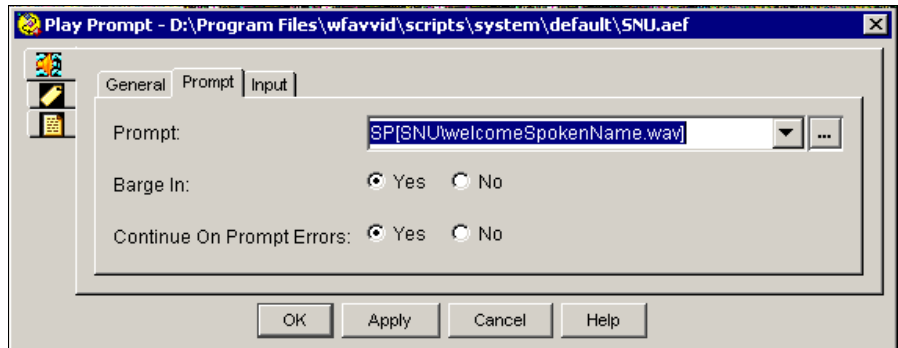 Play Prompt - D:\Program Files\wfavvid\scripts\system\default\SNU.aef
General Prompt Input
Prompt: SP[SNU\welcomeSpokenName.wav] ...
Barge In: Yes No
Continue On Prompt Errors: Yes No
OK Apply Cancel Help